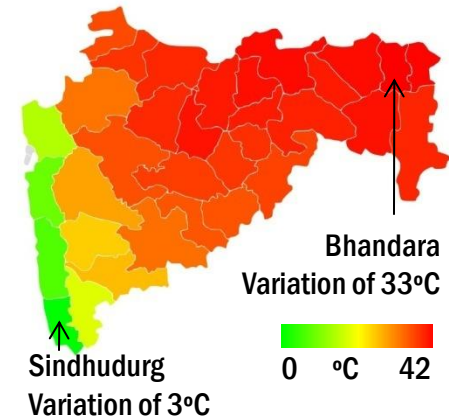 Bhandara
Variation of 33ºC
0 ºC 42
Sindhudurg
Variation of 3ºC